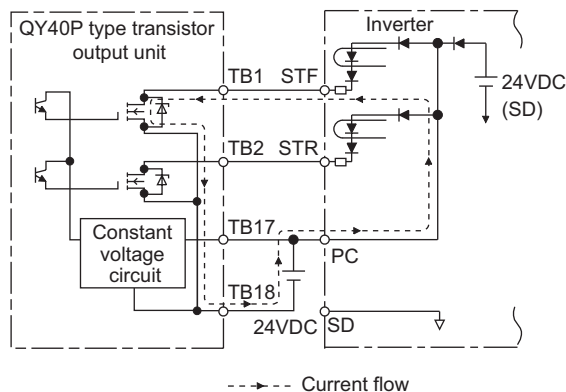 QY40P type transistor
output unit
Inverter
TB1 STF
24VDC
(SD)
TB2 STR
Constant
voltage
circuit
TB17
PC
TB18
24VDC
SD
Current flow